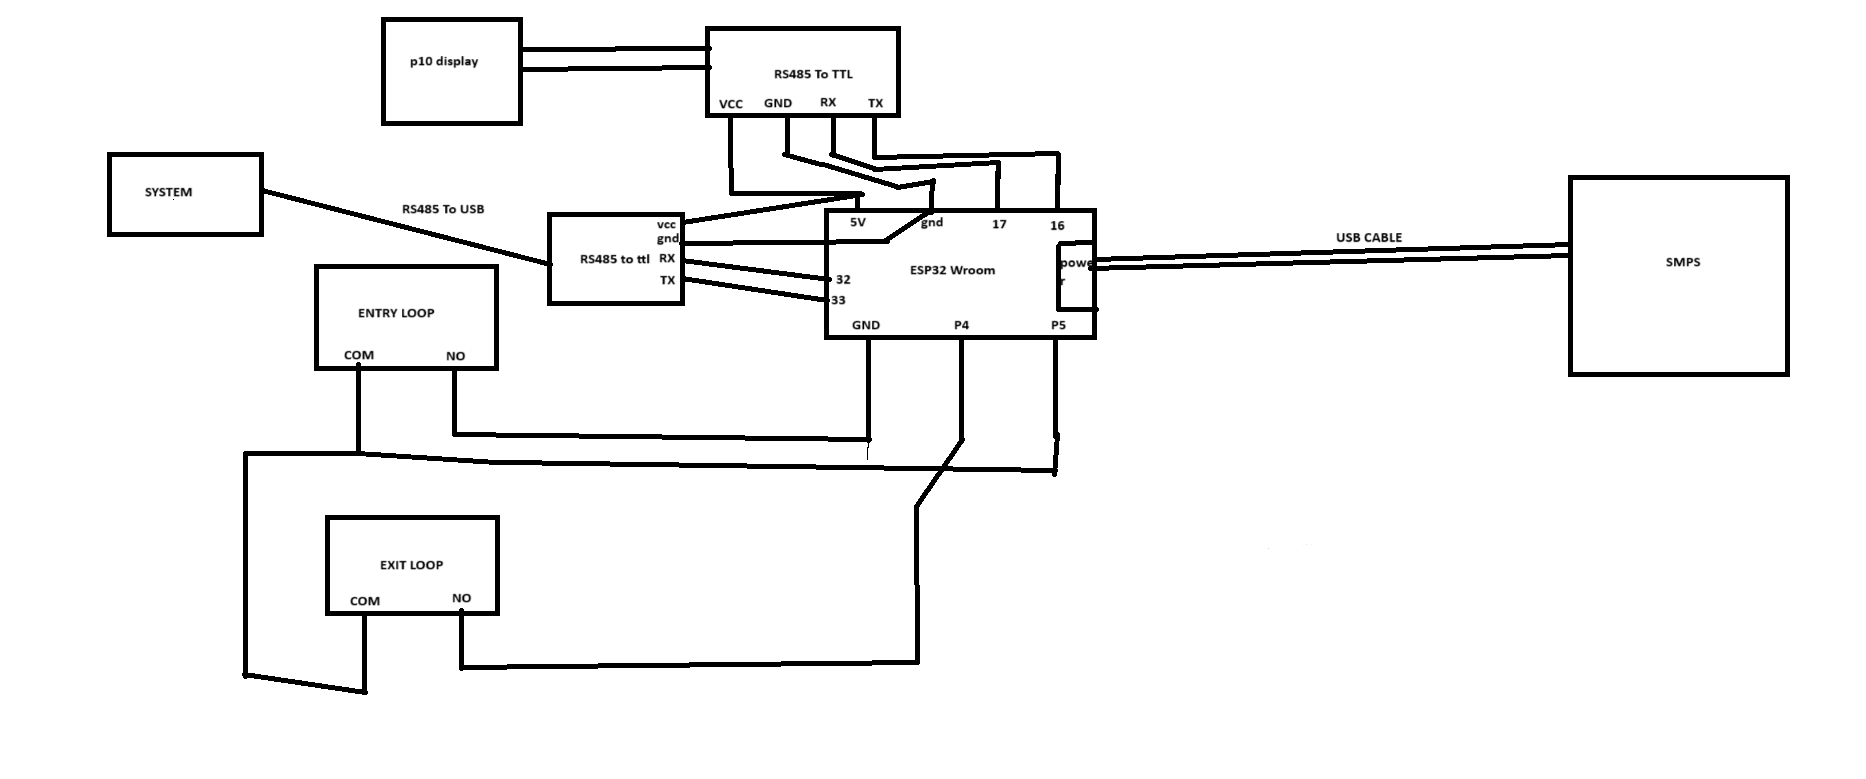 p10 display
RS485 To TTL
VCC GND RX TX
SYSTEM
RS485 To USB
vcc
gnd
RS485 to ttl RX
TX
5V gnd 17 16
ESP32 Wroom
32
33
powe
r
GND P4 P5
USB CABLE
SMPS
ENTRY LOOP
COM NO
EXIT LOOP
COM NO